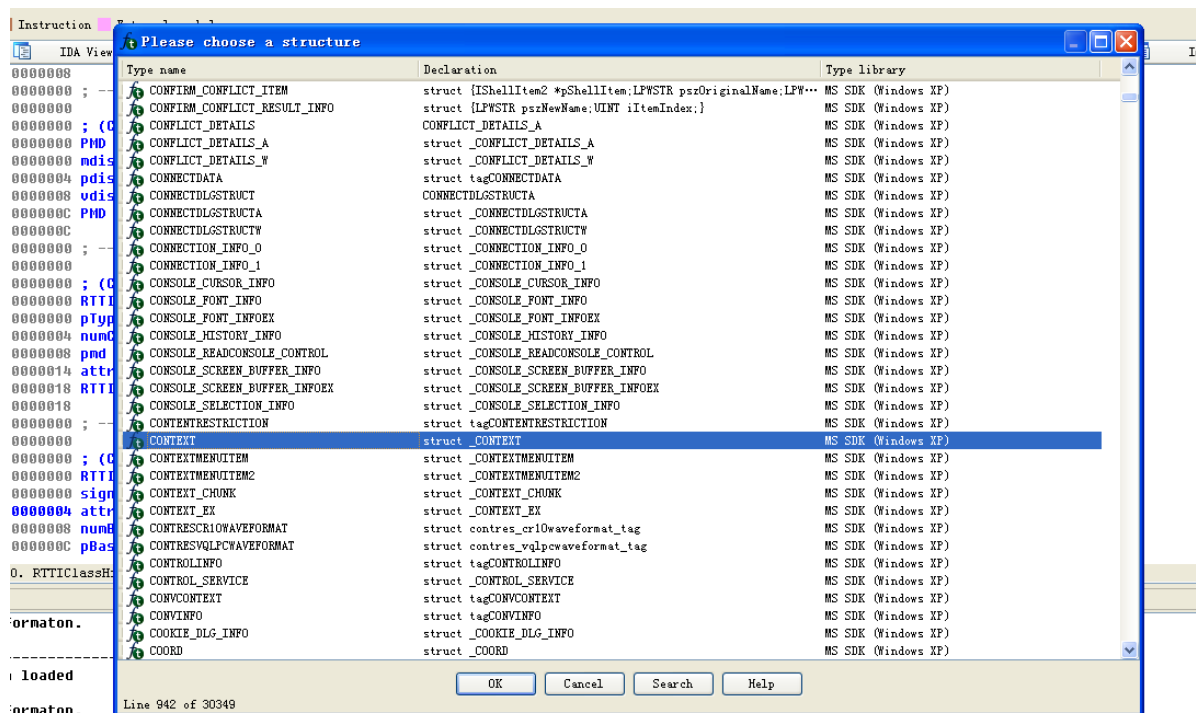 Instruction
Please choose a structure
IDA View
Type name Declaration Type library
CONFIRM_CONFLICT_ITEM struct {IShellItem2 *pShellItem;LPWSTR pszOriginalName;LPW··· MS SDK (Windows XP)
CONFIRM_CONFLICT_RESULT_INFO struct {LPWSTR pszNewName;UINT iItemIndex;} MS SDK (Windows XP)
CONFLICT_DETAILS CONFLICT_DETAILS_A MS SDK (Windows XP)
CONFLICT_DETAILS_A struct _CONFLICT_DETAILS_A MS SDK (Windows XP)
CONFLICT_DETAILS_W struct _CONFLICT_DETAILS_W MS SDK (Windows XP)
CONNECTDATA struct tagCONNECTDATA MS SDK (Windows XP)
CONNECTDLGSTRUCT CONNECTDLGSTRUCTA MS SDK (Windows XP)
CONNECTDLGSTRUCTA struct _CONNECTDLGSTRUCTA MS SDK (Windows XP)
CONNECTDLGSTRUCTW struct _CONNECTDLGSTRUCTW MS SDK (Windows XP)
CONNECTION_INFO_0 struct _CONNECTION_INFO_0 MS SDK (Windows XP)
CONNECTION_INFO_1 struct _CONNECTION_INFO_1 MS SDK (Windows XP)
CONSOLE_CURSOR_INFO struct _CONSOLE_CURSOR_INFO MS SDK (Windows XP)
CONSOLE_FONT_INFO struct _CONSOLE_FONT_INFO MS SDK (Windows XP)
CONSOLE_FONT_INFOEX struct _CONSOLE_FONT_INFOEX MS SDK (Windows XP)
CONSOLE_HISTORY_INFO struct _CONSOLE_HISTORY_INFO MS SDK (Windows XP)
CONSOLE_READCONSOLE_CONTROL struct _CONSOLE_READCONSOLE_CONTROL MS SDK (Windows XP)
CONSOLE_SCREEN_BUFFER_INFO struct _CONSOLE_SCREEN_BUFFER_INFO MS SDK (Windows XP)
CONSOLE_SCREEN_BUFFER_INFOEX struct _CONSOLE_SCREEN_BUFFER_INFOEX MS SDK (Windows XP)
CONSOLE_SELECTION_INFO struct _CONSOLE_SELECTION_INFO MS SDK (Windows XP)
CONTENTRESTRICTION struct tagCONTENTRESTRICTION MS SDK (Windows XP)
CONTEXT struct _CONTEXT MS SDK (Windows XP)
CONTEXTMENUITEM struct _CONTEXTMENUITEM MS SDK (Windows XP)
CONTEXTMENUITEM2 struct _CONTEXTMENUITEM2 MS SDK (Windows XP)
CONTEXT_CHUNK struct _CONTEXT_CHUNK MS SDK (Windows XP)
CONTEXT_EX struct _CONTEXT_EX MS SDK (Windows XP)
CONTRESCR10WAVEFORMAT struct contres_cr10waveformat_tag MS SDK (Windows XP)
CONTRESVQLPCWAVEFORMAT struct contres_vqlpcwaveformat_tag MS SDK (Windows XP)
CONTROLINFO struct tagCONTROLINFO MS SDK (Windows XP)
CONTROL_SERVICE struct _CONTROL_SERVICE MS SDK (Windows XP)
CONVCONTEXT struct tagCONVCONTEXT MS SDK (Windows XP)
CONVINFO struct tagCONVINFO MS SDK (Windows XP)
COOKIE_DLG_INFO struct _COOKIE_DLG_INFO MS SDK (Windows XP)
COORD struct _COORD MS SDK (Windows XP)
OK Cancel Search Help
Line 942 of 30349
0000008
0000000 ; --
0000000
0000000 ; (C
0000000 PMD
0000000 mdis
0000004 pdis
0000008 vdis
000000C PMD
000000C
0000000 ; --
0000000
0000000 ; (C
0000000 RTTI
0000000 pTyp
0000004 numC
0000008 pmd
0000014 attr
0000018 RTTI
0000018
0000000 ; --
0000000
0000000 ; (C
0000000 RTTI
0000000 sign
0000004 attr
0000008 numB
000000C pBas
0. RTTIClassHi
formaton.
loaded
formaton.